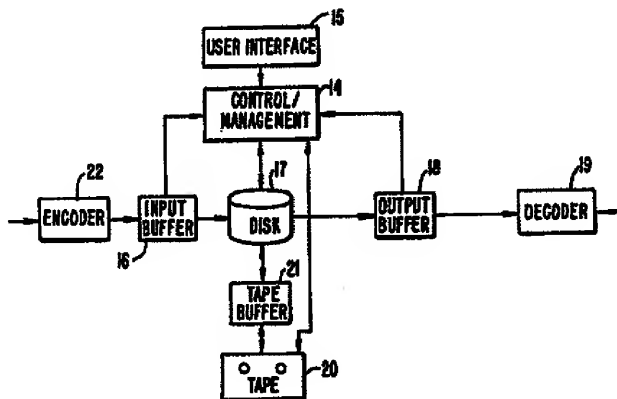 15
USER INTERFACE
14
CONTROL/
MANAGEMENT
22
ENCODER
INPUT
BUFFER
16
17
DISK
18
OUTPUT
BUFFER
19
DECODER
21
TAPE
BUFFER
TAPE
20